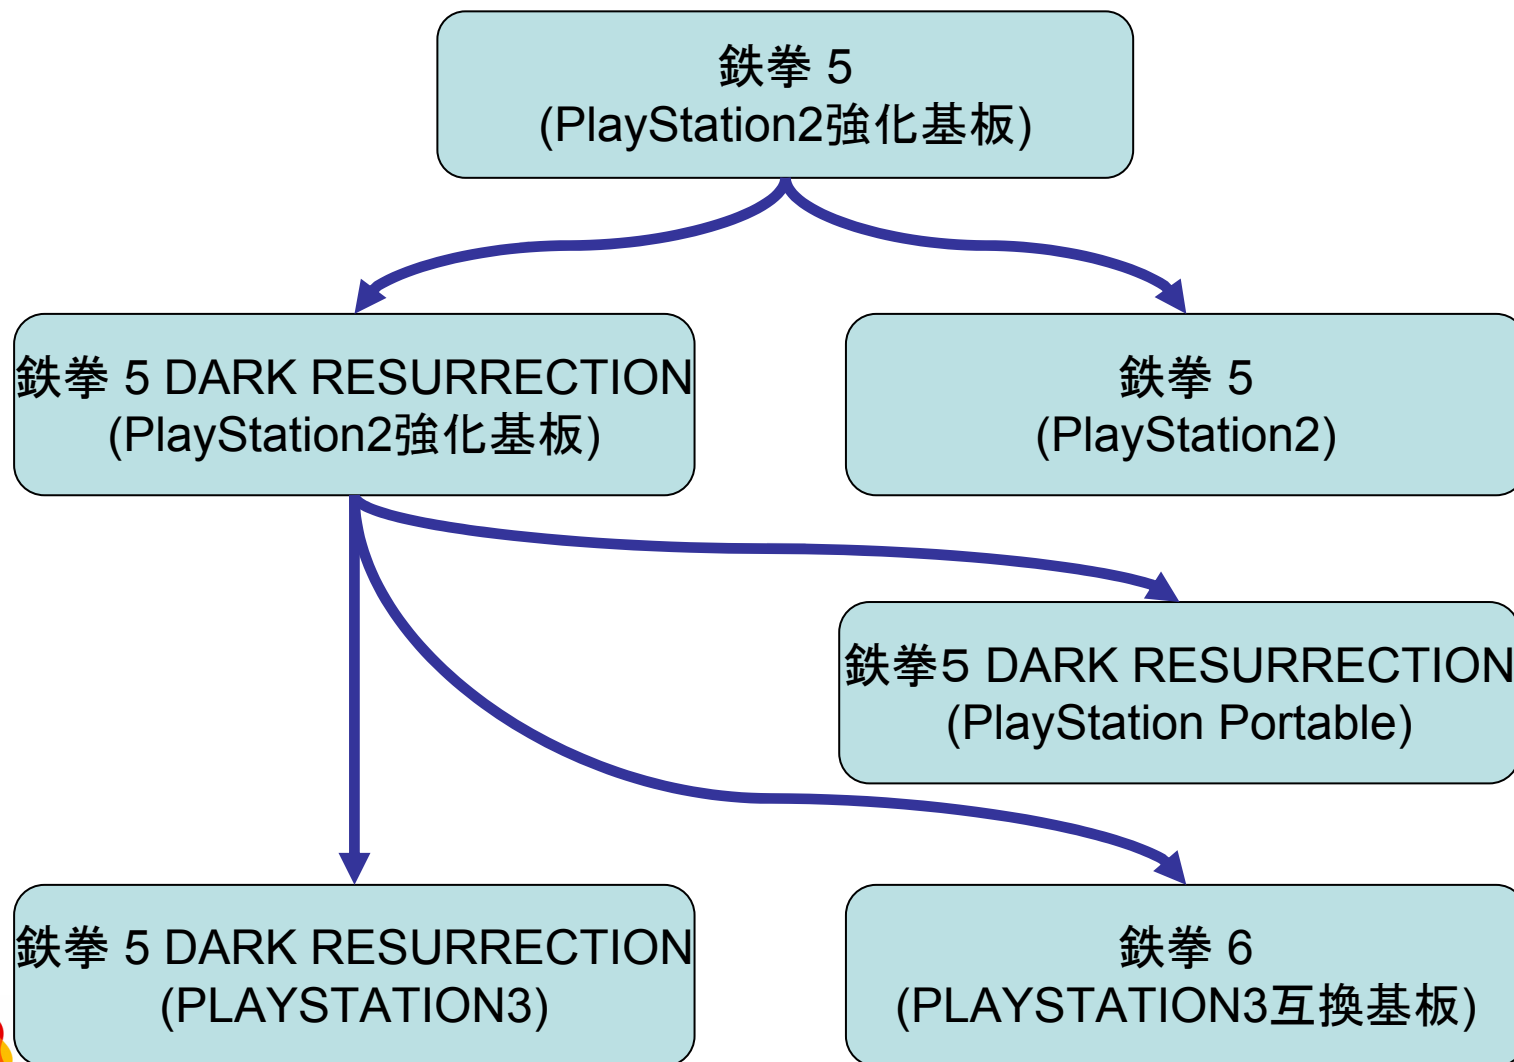 鉄拳 5
(PlayStation2強化基板)
鉄拳 5 DARK RESURRECTION
(PlayStation2強化基板)
鉄拳 5
(PlayStation2)
鉄拳5 DARK RESURRECTION
(PlayStation Portable)
鉄拳 5 DARK RESURRECTION
(PLAYSTATION3)
鉄拳 6
(PLAYSTATION3互換基板)